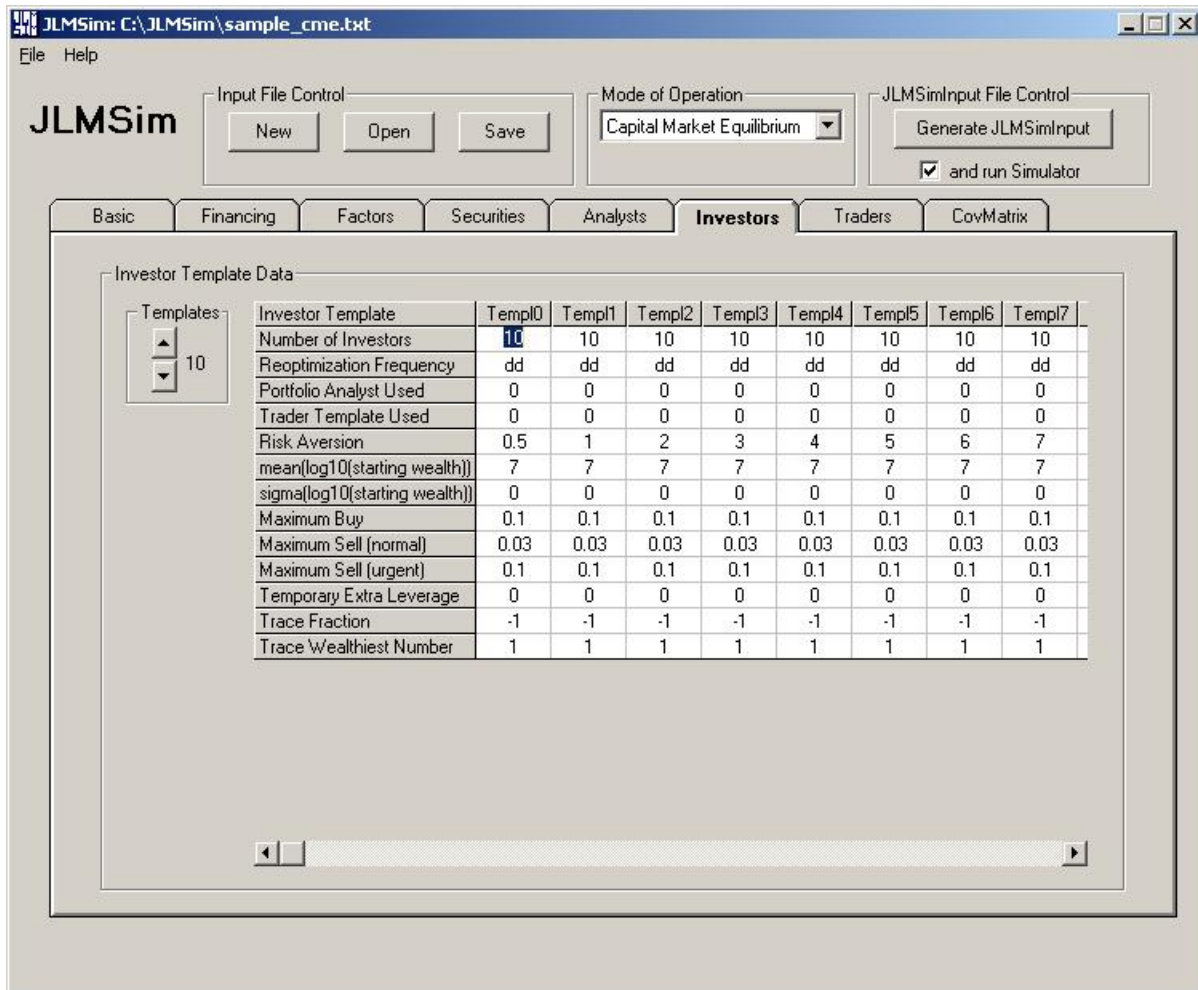 JLMSim: C:\JLMSim\sample_cme.txt
File Help
JLMSim
Input File Control
New Open Save
Mode of Operation
Capital Market Equilibrium
JLMSimInput File Control
Generate JLMSimInput
and run Simulator
Basic Financing Factors Securities Analysts Investors Traders CovMatrix
Investor Template Data
Templates
10
Investor Template Templ0 Templ1 Templ2 Templ3 Templ4 Templ5 Templ6 Templ7
Number of Investors 10 10 10 10 10 10 10 10
Reoptimization Frequency dd dd dd dd dd dd dd dd
Portfolio Analyst Used 0 0 0 0 0 0 0 0
Trader Template Used 0 0 0 0 0 0 0 0
Risk Aversion 0.5 1 2 3 4 5 6 7
mean(log10(starting wealth)) 7 7 7 7 7 7 7 7
sigma(log10(starting wealth)) 0 0 0 0 0 0 0 0
Maximum Buy 0.1 0.1 0.1 0.1 0.1 0.1 0.1 0.1
Maximum Sell (normal) 0.03 0.03 0.03 0.03 0.03 0.03 0.03 0.03
Maximum Sell (urgent) 0.1 0.1 0.1 0.1 0.1 0.1 0.1 0.1
Temporary Extra Leverage 0 0 0 0 0 0 0 0
Trace Fraction -1 -1 -1 -1 -1 -1 -1 -1
Trace Wealthiest Number 1 1 1 1 1 1 1 1